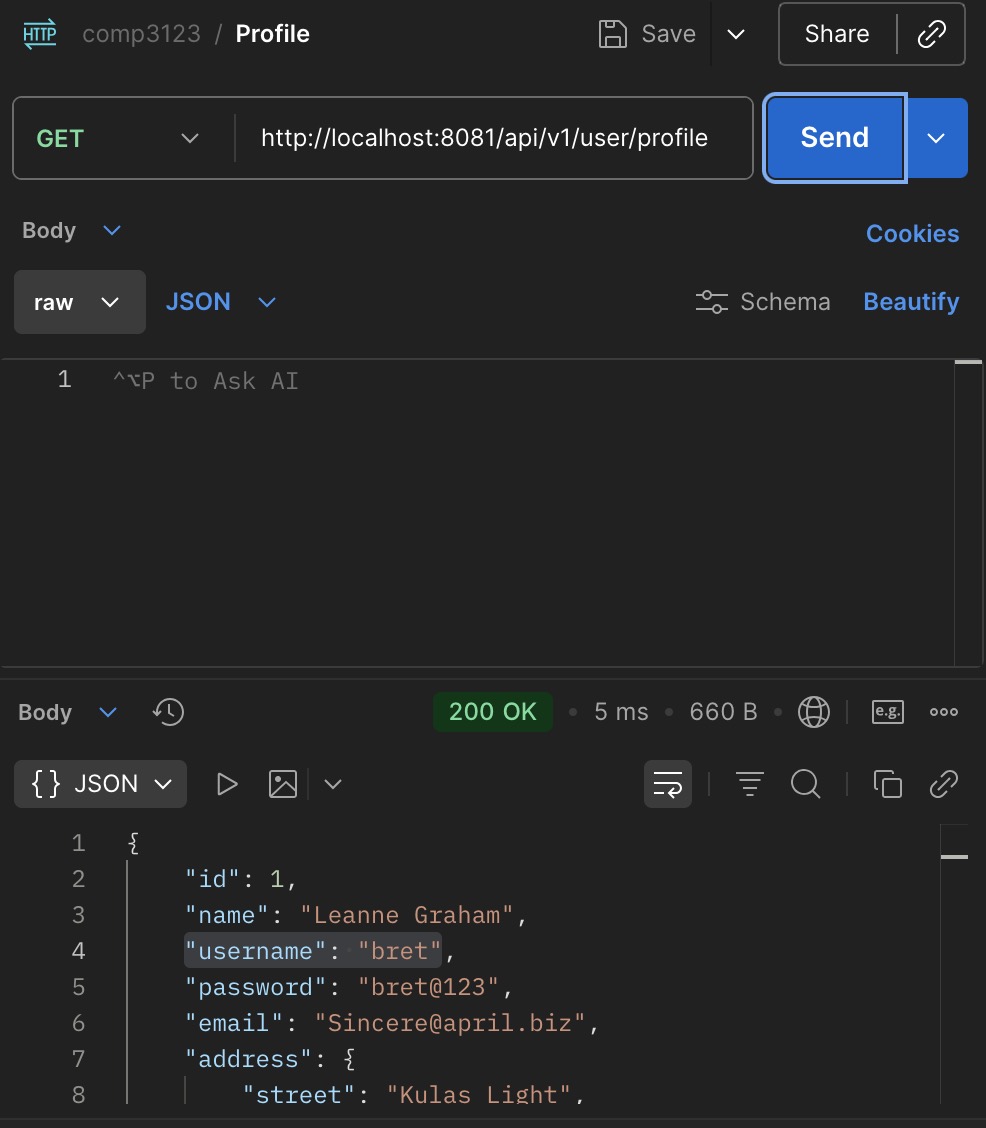 HTTP comp3123 / Profile Save Share
GET http://localhost:8081/api/v1/user/profile Send
Body Cookies
raw JSON Schema Beautify
1 ^⌥P to Ask AI
Body 200 OK • 5 ms • 660 B • e.g.
{} JSON
1 {
2 "id": 1,
3 "name": "Leanne Graham",
4 "username": "bret",
5 "password": "bret@123",
6 "email": "Sincere@april.biz",
7 "address": {
8 "street": "Kulas Light",